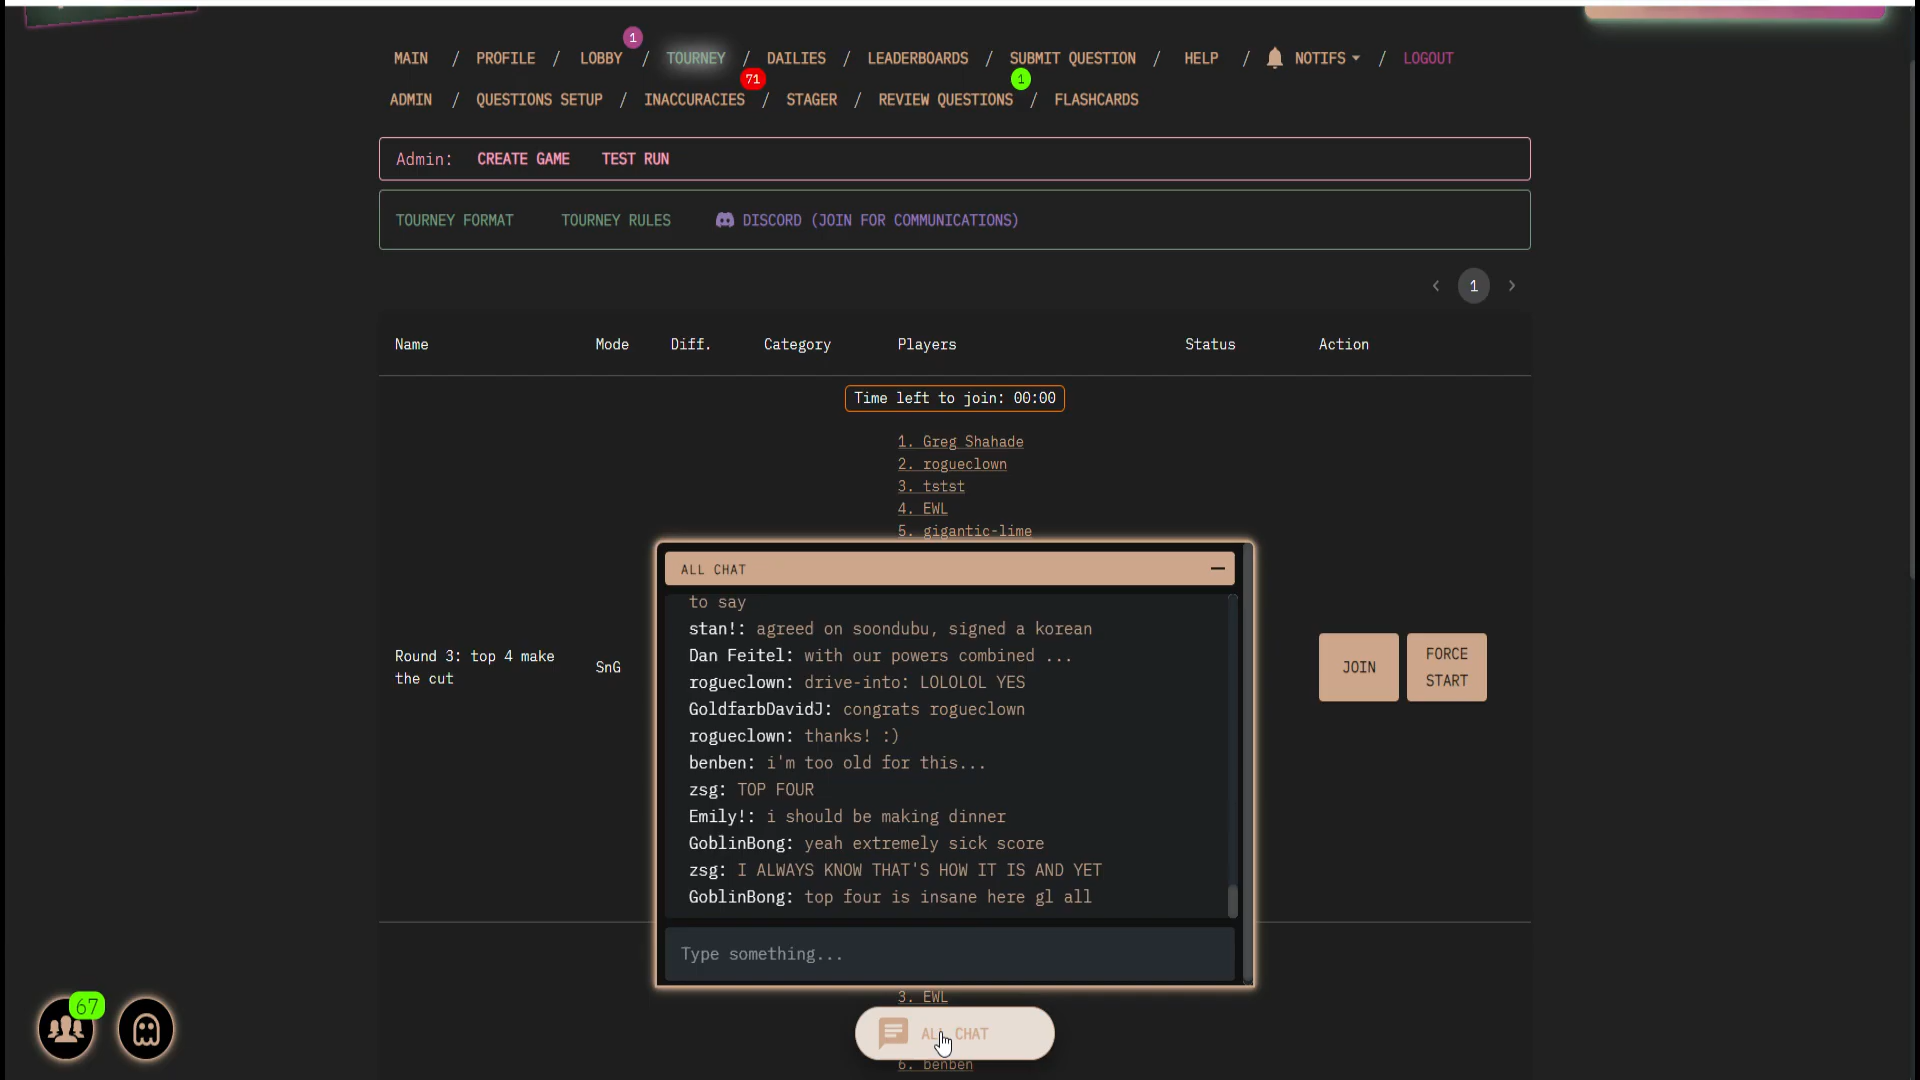 1
MAIN / PROFILE / LOBBY / TOURNEY / DAILIES / LEADERBOARDS / SUBMIT QUESTION / HELP / NOTIFS / LOGOUT
71
1
ADMIN / QUESTIONS SETUP / INACCURACIES / STAGER / REVIEW QUESTIONS / FLASHCARDS
Admin: CREATE GAME TEST RUN
TOURNEY FORMAT TOURNEY RULES DISCORD (JOIN FOR COMMUNICATIONS)
1
Name Mode Diff. Category Players Status Action
Time left to join: 00:00
1. Greg Shahade
2. rogueclown
3. tstst
4. EWL
5. gigantic-lime
Round 3: top 4 make
the cut
SnG
JOIN
FORCE
START
ALL CHAT
to say
stan!: agreed on soondubu, signed a korean
Dan Feitel: with our powers combined ...
rogueclown: drive-into: LOLOLOL YES
GoldfarbDavidJ: congrats rogueclown
rogueclown: thanks! :)
benben: i'm too old for this...
zsg: TOP FOUR
Emily!: i should be making dinner
GoblinBong: yeah extremely sick score
zsg: I ALWAYS KNOW THAT'S HOW IT IS AND YET
GoblinBong: top four is insane here gl all
Type something...
3. EWL
67
ALL CHAT
6. benben